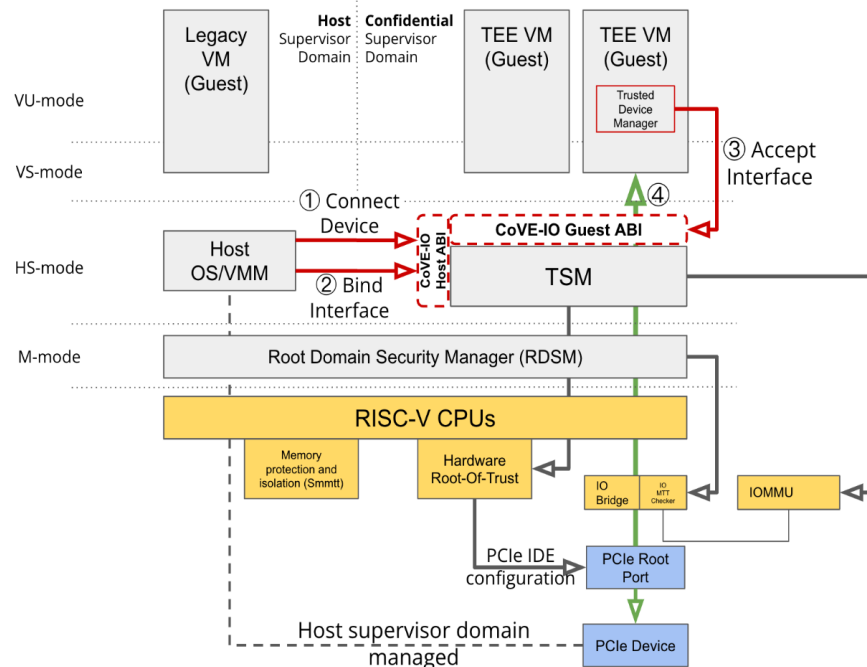 Host
Supervisor
Domain
Confidential
Supervisor
Domain
Legacy
VM
(Guest)
TEE VM
(Guest)
TEE VM
(Guest)
Trusted
Device
Manager
VU-mode
VS-mode
③ Accept
Interface
① Connect
Device
④
CoVE-IO Guest ABI
CoVE-IO
Host ABI
HS-mode
Host
OS/VMM
② Bind
Interface
TSM
M-mode
Root Domain Security Manager (RDSM)
RISC-V CPUs
Memory
protection and
isolation (Smmtt)
Hardware
Root-Of-Trust
IO
Bridge
IO
MTT
Checker
IOMMU
PCIe IDE
configuration
PCIe Root
Port
Host supervisor domain
managed
PCIe Device